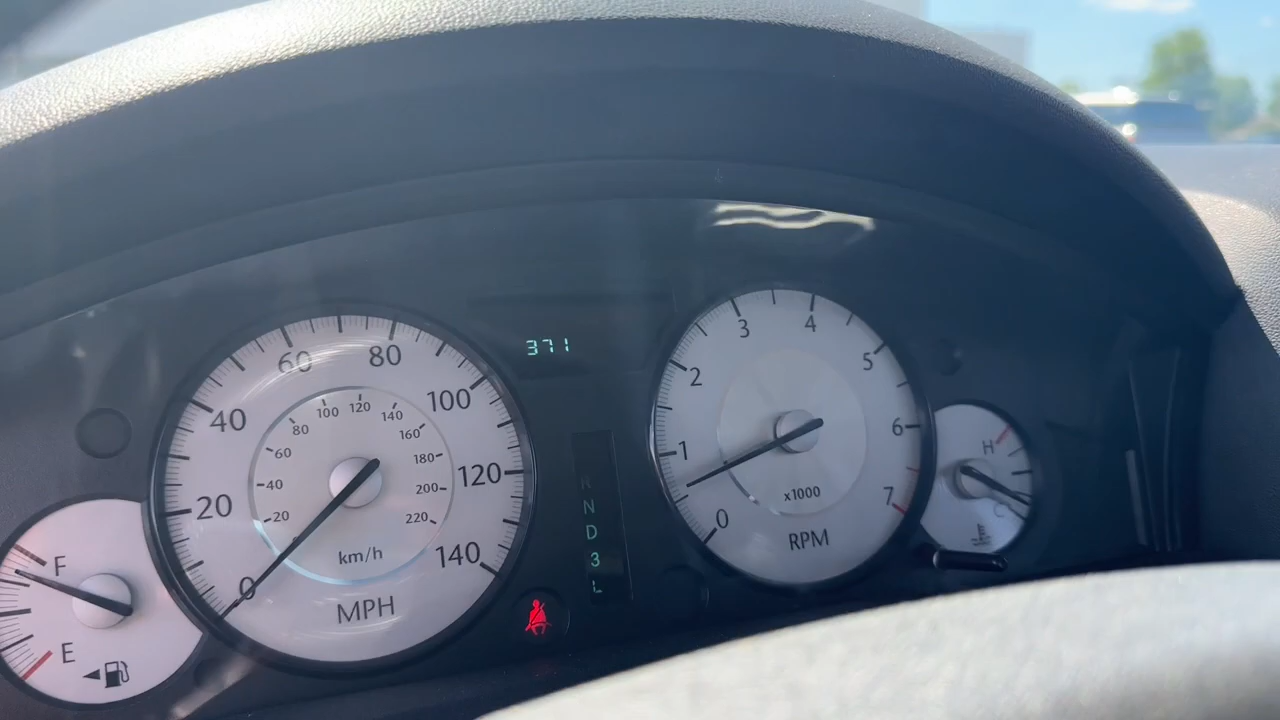 371
60 80
40 100
20 120
0 140
80 100 120 140
60 160
40 180
20 200
220
km/h
MPH
F
E
N
D
3
L
3 4
2 5
1 6
0 7
x1000
RPM
H
C